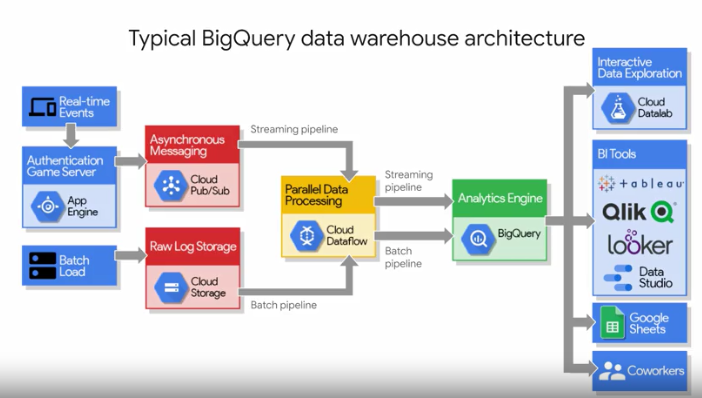 Typical BigQuery data warehouse architecture
Real-time
Events
Authentication
Game Server
App
Engine
Batch
Load
Asynchronous
Messaging
Cloud
Pub/Sub
Raw Log Storage
Cloud
Storage
Streaming pipeline
Batch pipeline
Parallel Data
Processing
Cloud
Dataflow
Streaming
pipeline
Batch
pipeline
Analytics Engine
BigQuery
Interactive
Data Exploration
Cloud
Datalab
BI Tools
+ableau
Qlik
looker
Data
Studio
Google
Sheets
Coworkers